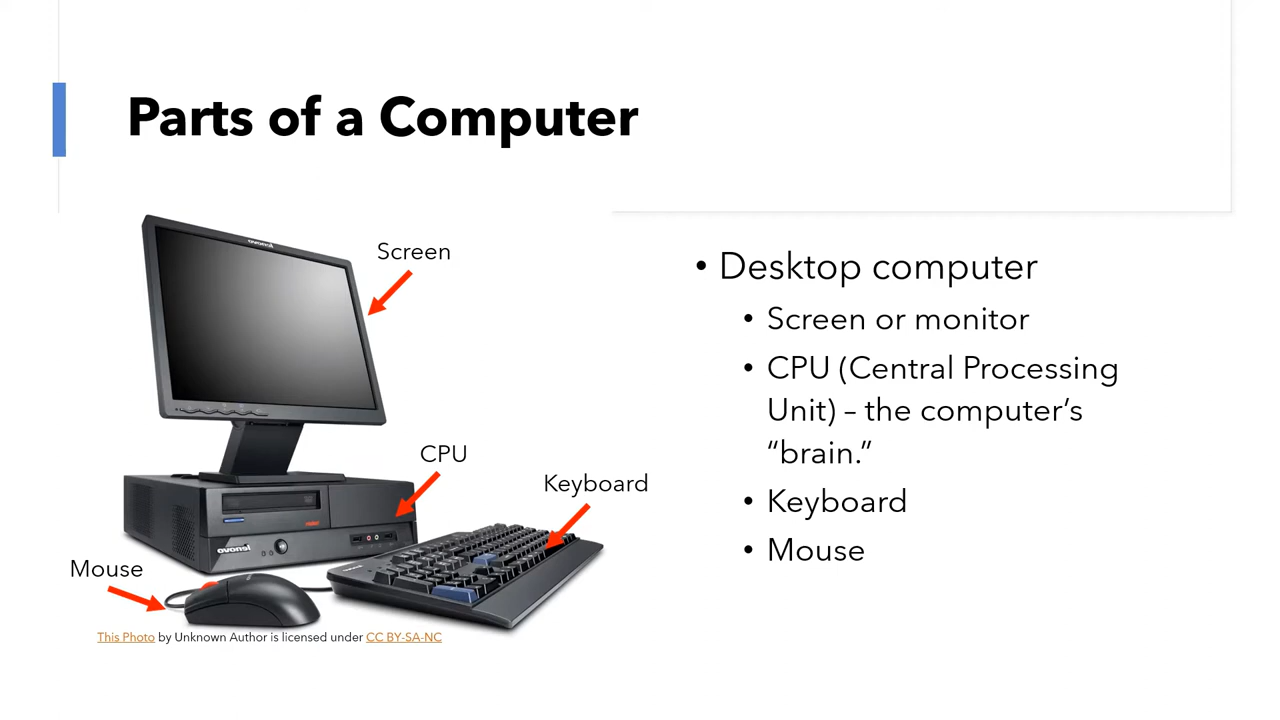 Parts of a Computer
Screen
CPU
Keyboard
Mouse
This Photo by Unknown Author is licensed under CC BY-SA-NC
• Desktop computer
• Screen or monitor
• CPU (Central Processing
Unit) – the computer’s
“brain.”
• Keyboard
• Mouse